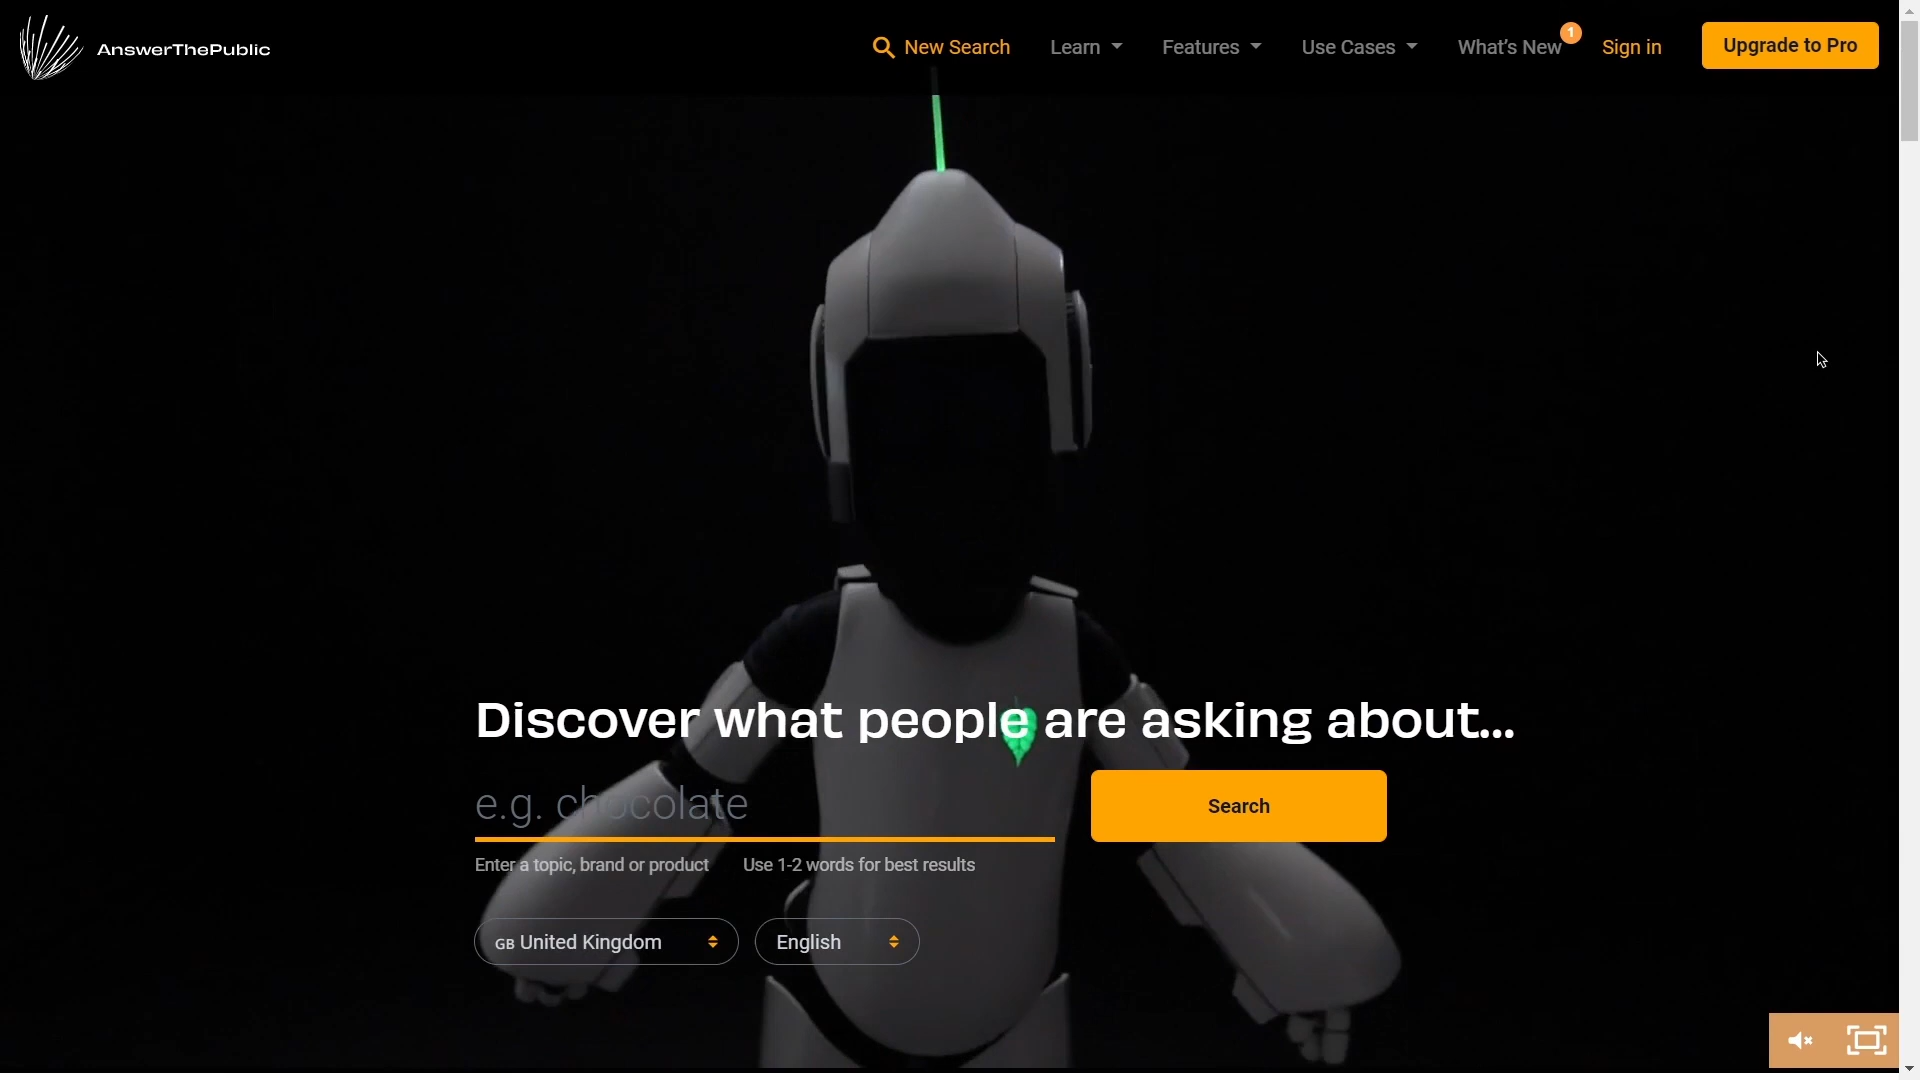 AnswerThePublic
New Search
Learn
Features
Use Cases
What's New
1
Sign in
Upgrade to Pro
Discover what people are asking about...
e.g. chocolate
Search
Enter a topic, brand or product
Use 1-2 words for best results
GB United Kingdom
English